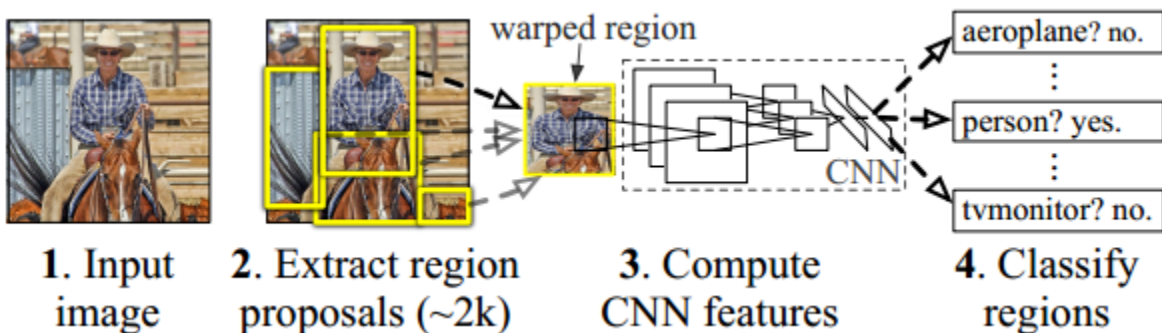 warped region
aeroplane? no.
⋮
person? yes.
CNN
⋮
tvmonitor? no.
1. Input
image
2. Extract region
proposals (~2k)
3. Compute
CNN features
4. Classify
regions